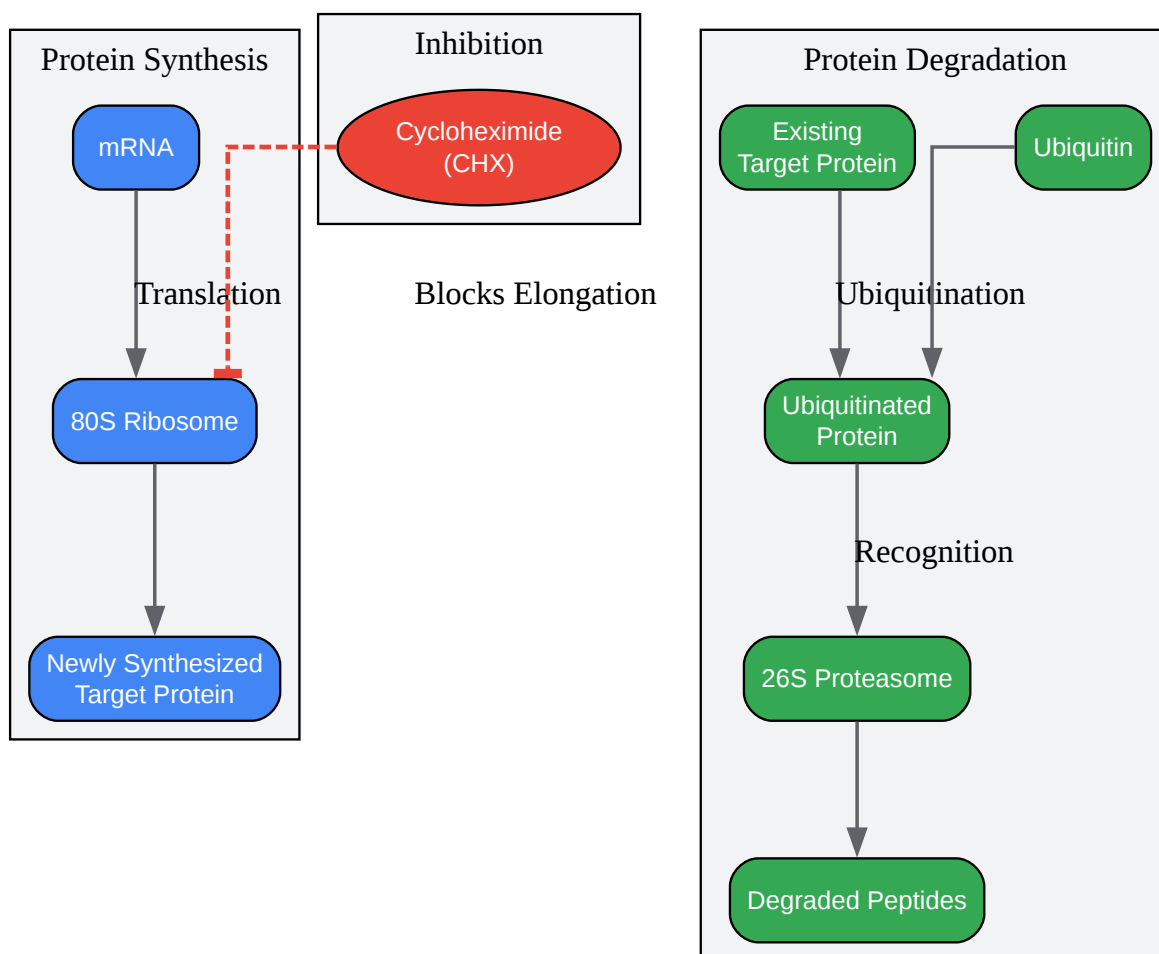 Protein Synthesis
mRNA
Translation
80S Ribosome
Newly Synthesized
Target Protein
Inhibition
Cycloheximide
(CHX)
Blocks Elongation
Protein Degradation
Existing
Target Protein
Ubiquitin
Ubiquitination
Ubiquitinated
Protein
Recognition
26S Proteasome
Degraded Peptides